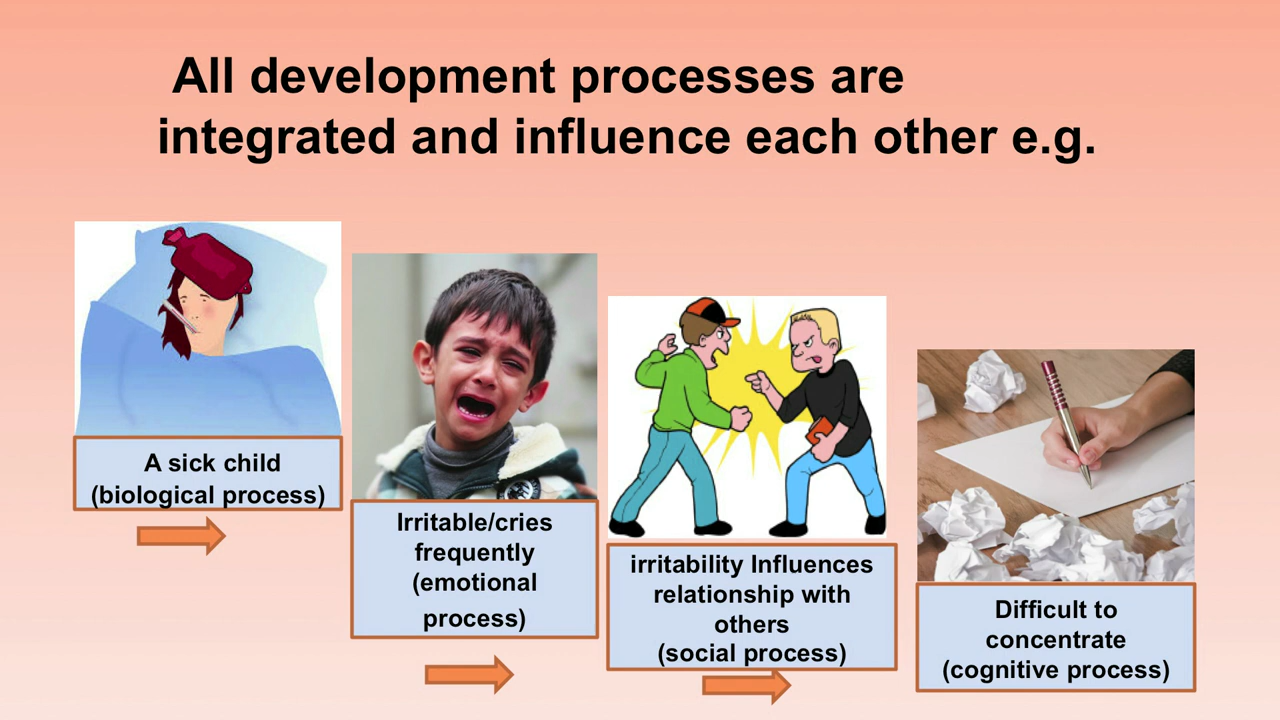 All development processes are
integrated and influence each other e.g.
A sick child
(biological process)
Irritable/cries
frequently
(emotional
process)
irritability Influences
relationship with
others
(social process)
Difficult to
concentrate
(cognitive process)